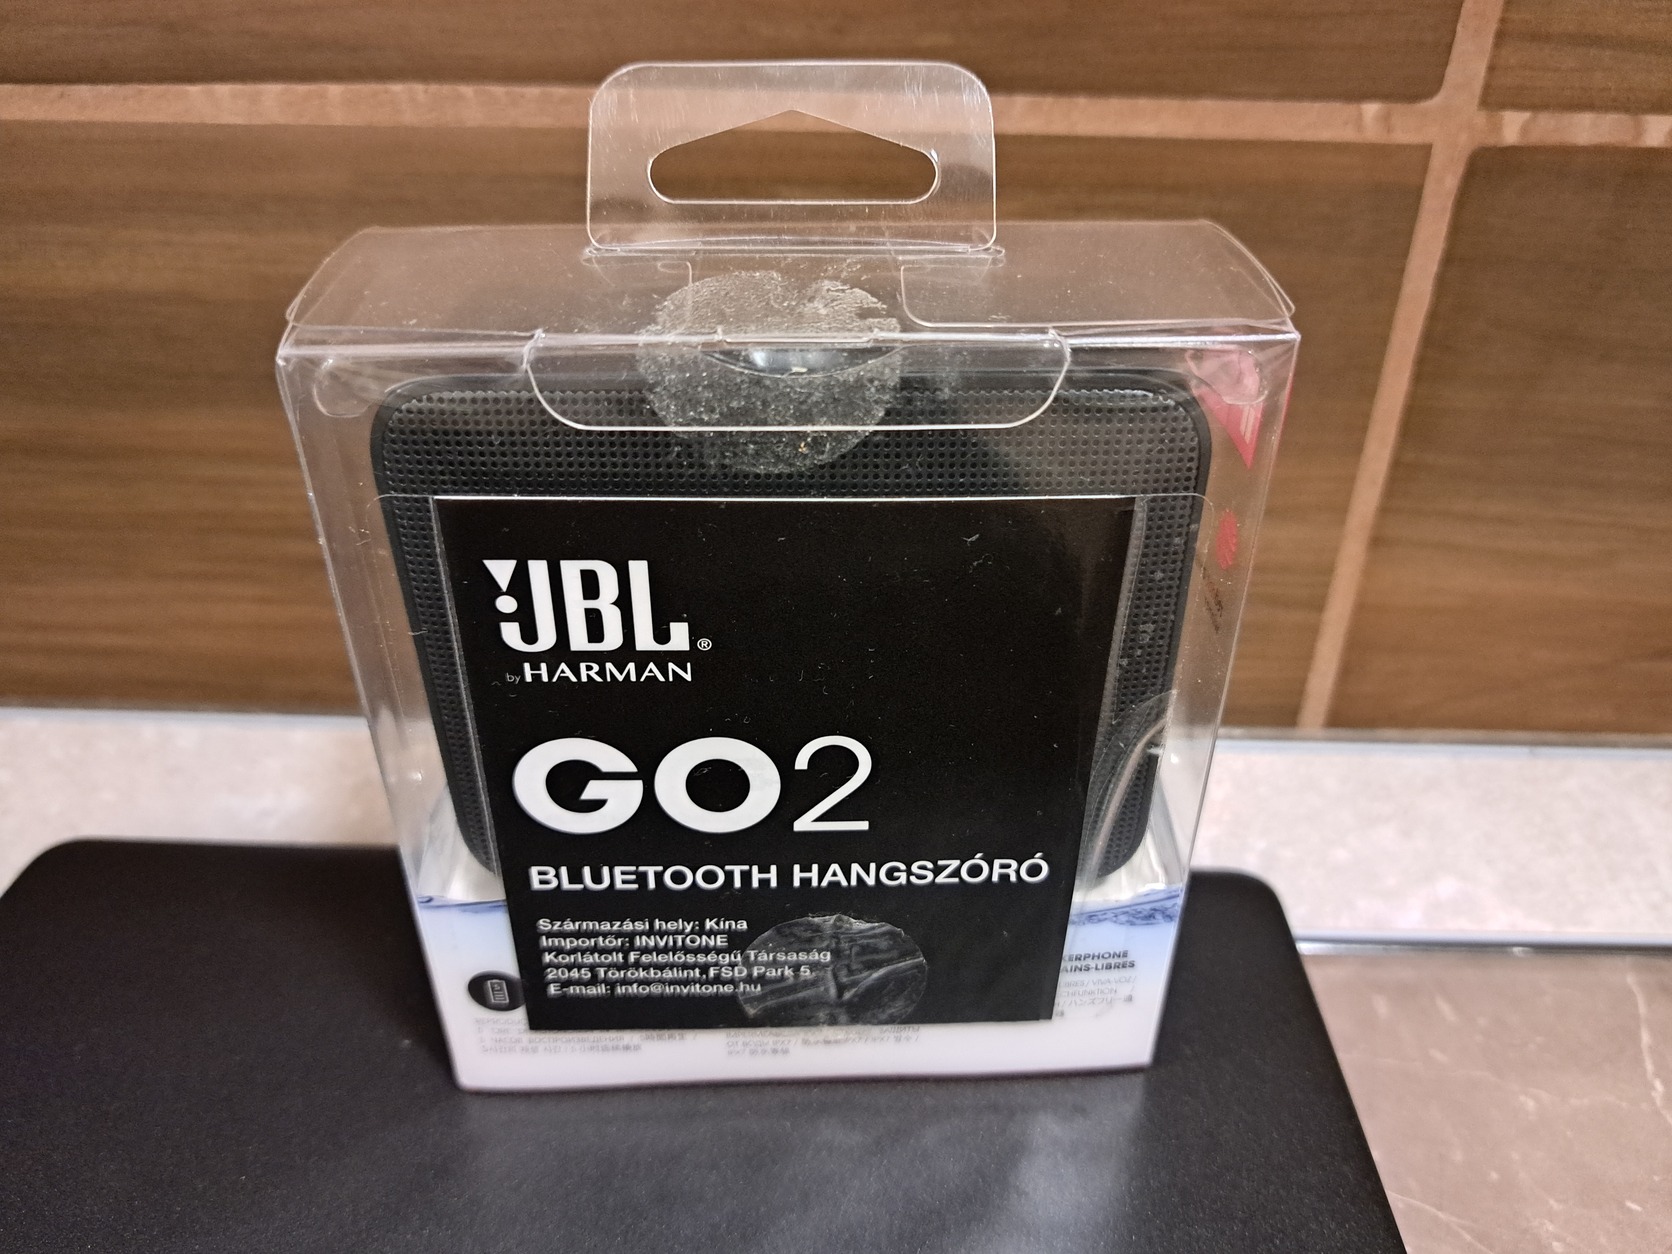 JBL®
by HARMAN
GO2
BLUETOOTH HANGSZÓRÓ
Származási hely: Kína
Importőr: INVITONE
Korlátolt Felelősségű Társaság
2045 Törökbálint, FSD Park 5.
E-mail: info@invitone.hu